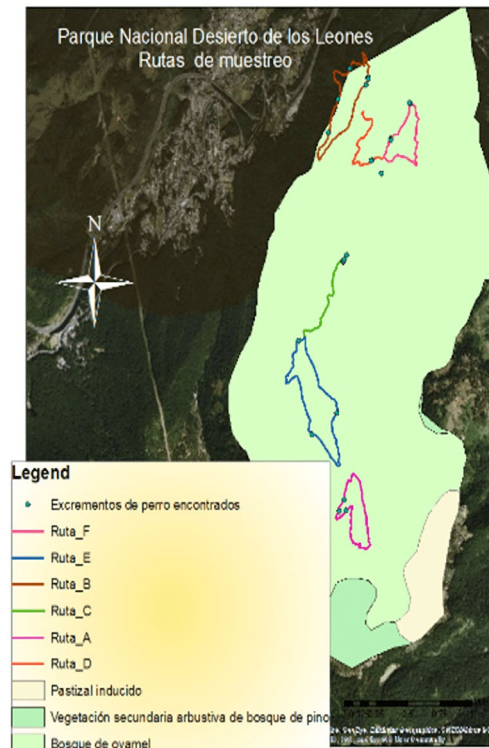 Parque Nacional Desierto de los Leones
Rutas de muestreo
N
Legend
Excrementos de perro encontrados
Ruta_F
Ruta_E
Ruta_B
Ruta_C
Ruta_A
Ruta_D
Pastizal inducido
Vegetación secundaria arbustiva de bosque de pino
Bosque de oyamel